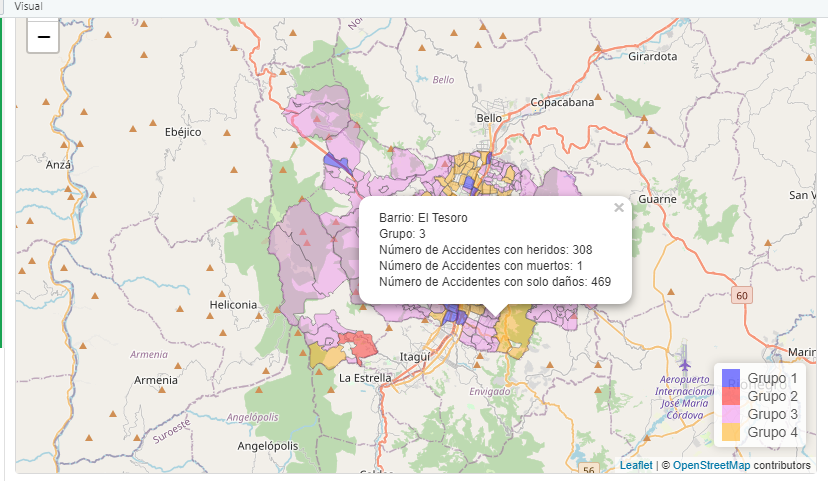 Visual
−
No
Girardota
Bello
Copacabana
Bello
Ebéjico
Anzá
Guarne
San V
×
Barrio: El Tesoro
Grupo: 3
Número de Accidentes con heridos: 308
Número de Accidentes con muertos: 1
Número de Accidentes con solo daños: 469
60
Heliconia
Armenia
Itagüí
Marin
La Estrella
Armenia
Envigado
Aeropuerto
Internacional
José María
Córdova
Grupo 1
Grupo 2
Grupo 3
Grupo 4
Angelópolis
Suroeste
Angelópolis
Caldas
56
Leaflet | © OpenStreetMap contributors